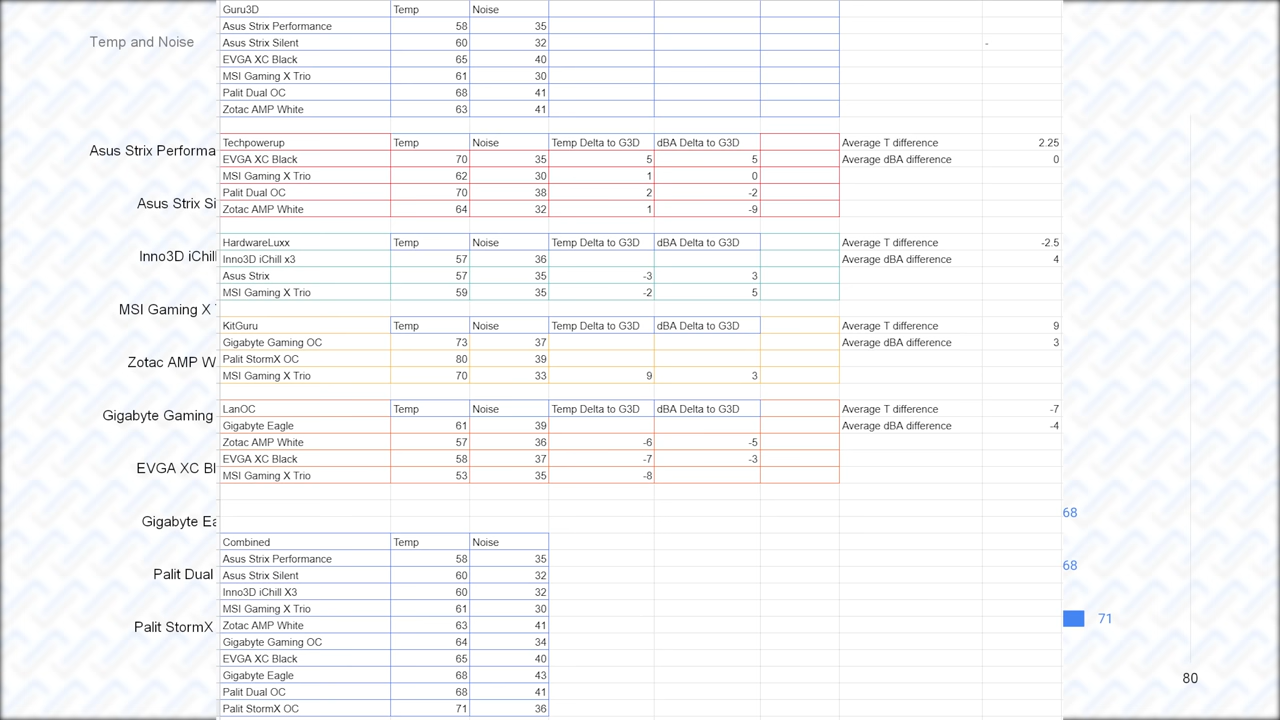 Guru3D Temp Noise
Asus Strix Performance 58 35
Temp and Noise
Asus Strix Silent 60 32 -
EVGA XC Black 65 40
MSI Gaming X Trio 61 30
Palit Dual OC 68 41
Zotac AMP White 63 41
Techpowerup Temp Noise Temp Delta to G3D dBA Delta to G3D Average T difference 2.25
Asus Strix Performa
EVGA XC Black 70 35 5 5 Average dBA difference 0
MSI Gaming X Trio 62 30 1 0
Palit Dual OC 70 38 2 -2
Asus Strix Si
Zotac AMP White 64 32 1 -9
HardwareLuxx Temp Noise Temp Delta to G3D dBA Delta to G3D Average T difference -2.5
Inno3D iChill
Inno3D iChill x3 57 36 Average dBA difference 4
Asus Strix 57 35 -3 3
MSI Gaming X Trio 59 35 -2 5
MSI Gaming X
KitGuru Temp Noise Temp Delta to G3D dBA Delta to G3D Average T difference 9
Gigabyte Gaming OC 73 37 Average dBA difference 3
Palit StormX OC 80 39
Zotac AMP W
MSI Gaming X Trio 70 33 9 3
LanOC Temp Noise Temp Delta to G3D dBA Delta to G3D Average T difference -7
Gigabyte Gaming
Gigabyte Eagle 61 39 Average dBA difference -4
Zotac AMP White 57 36 -6 -5
EVGA XC Black 58 37 -7 -3
EVGA XC Bl
MSI Gaming X Trio 53 35 -8
68
Gigabyte Ea
Combined Temp Noise
Asus Strix Performance 58 35
68
Asus Strix Silent 60 32
Palit Dual
Inno3D iChill X3 60 32
MSI Gaming X Trio 61 30
71
Zotac AMP White 63 41
Palit StormX
Gigabyte Gaming OC 64 34
EVGA XC Black 65 40
Gigabyte Eagle 68 43
80
Palit Dual OC 68 41
Palit StormX OC 71 36